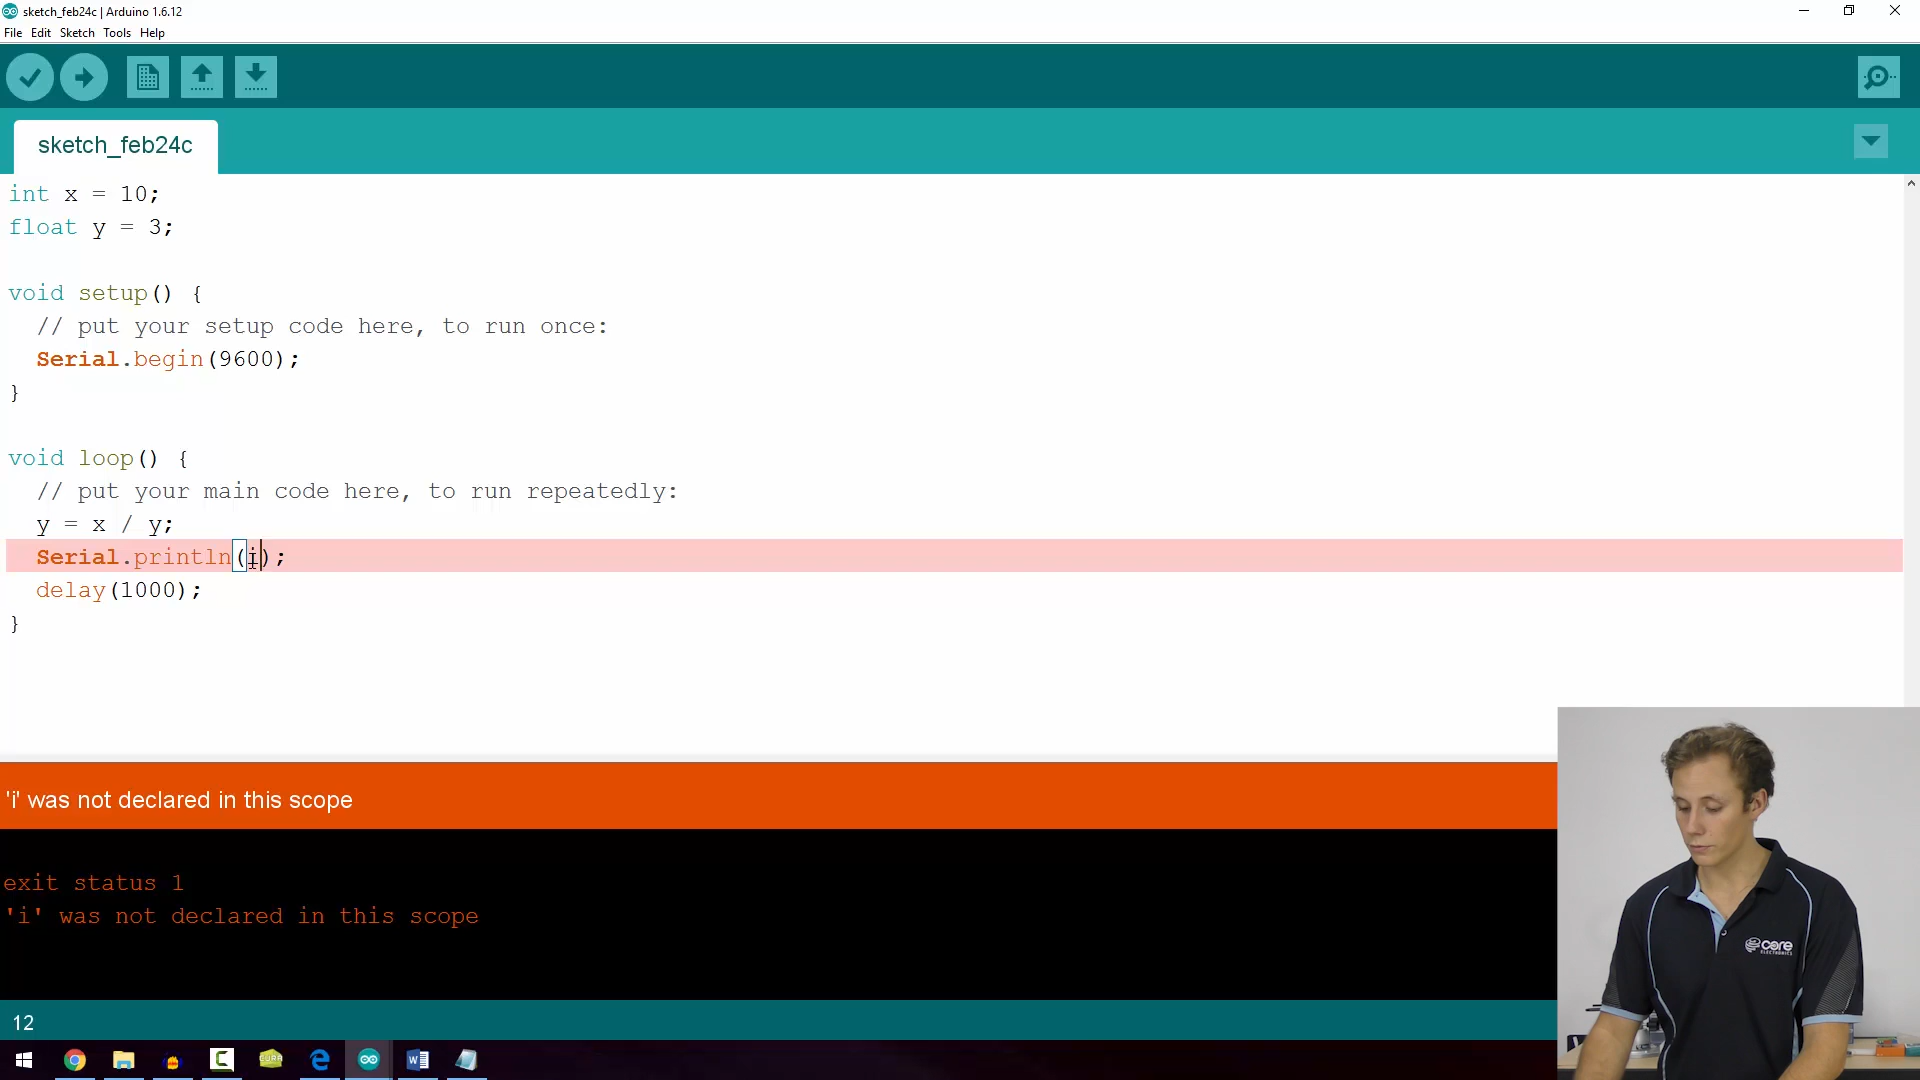 sketch_feb24c | Arduino 1.6.12
File Edit Sketch Tools Help
sketch_feb24c
int x = 10;
float y = 3;
void setup() {
// put your setup code here, to run once:
Serial.begin(9600);
}
void loop() {
// put your main code here, to run repeatedly:
y = x / y;
Serial.println(i);
delay(1000);
}
'i' was not declared in this scope
exit status 1
'i' was not declared in this scope
core
ELECTRONICS
12
CURA